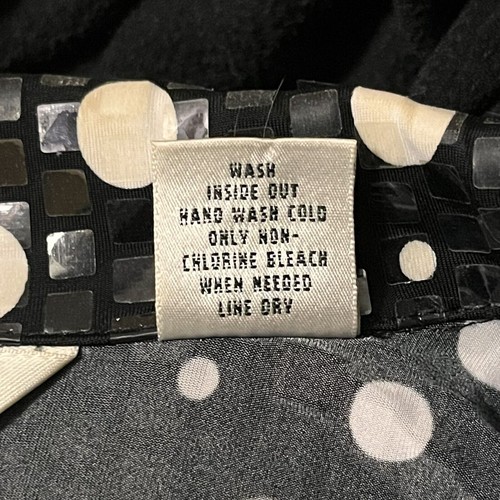 WASH
INSIDE OUT
HAND WASH COLD
ONLY NON-
CHLORINE BLEACH
WHEN NEEDED
LINE DRY